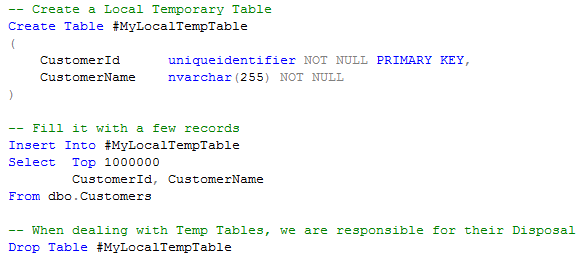 -- Create a Local Temporary Table
Create Table #MyLocalTempTable
(
    CustomerId      uniqueidentifier NOT NULL PRIMARY KEY,
    CustomerName    nvarchar(255) NOT NULL
)
-- Fill it with a few records
Insert Into #MyLocalTempTable
Select  Top 1000000
        CustomerId, CustomerName
From dbo.Customers
-- When dealing with Temp Tables, we are responsible for their Disposal
Drop Table #MyLocalTempTable